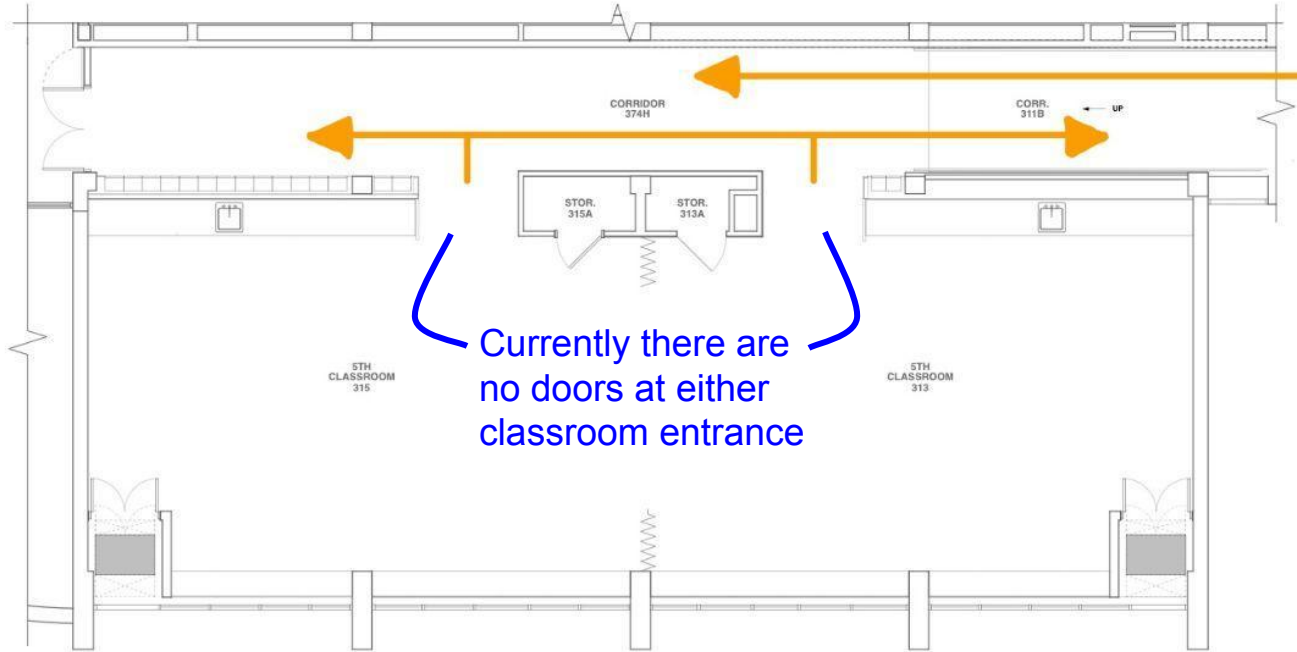 A
CORRIDOR
374H
CORR.
311B
UP
STOR.
315A
STOR.
313A
Currently there are
no doors at either
classroom entrance
5TH
CLASSROOM
315
5TH
CLASSROOM
313